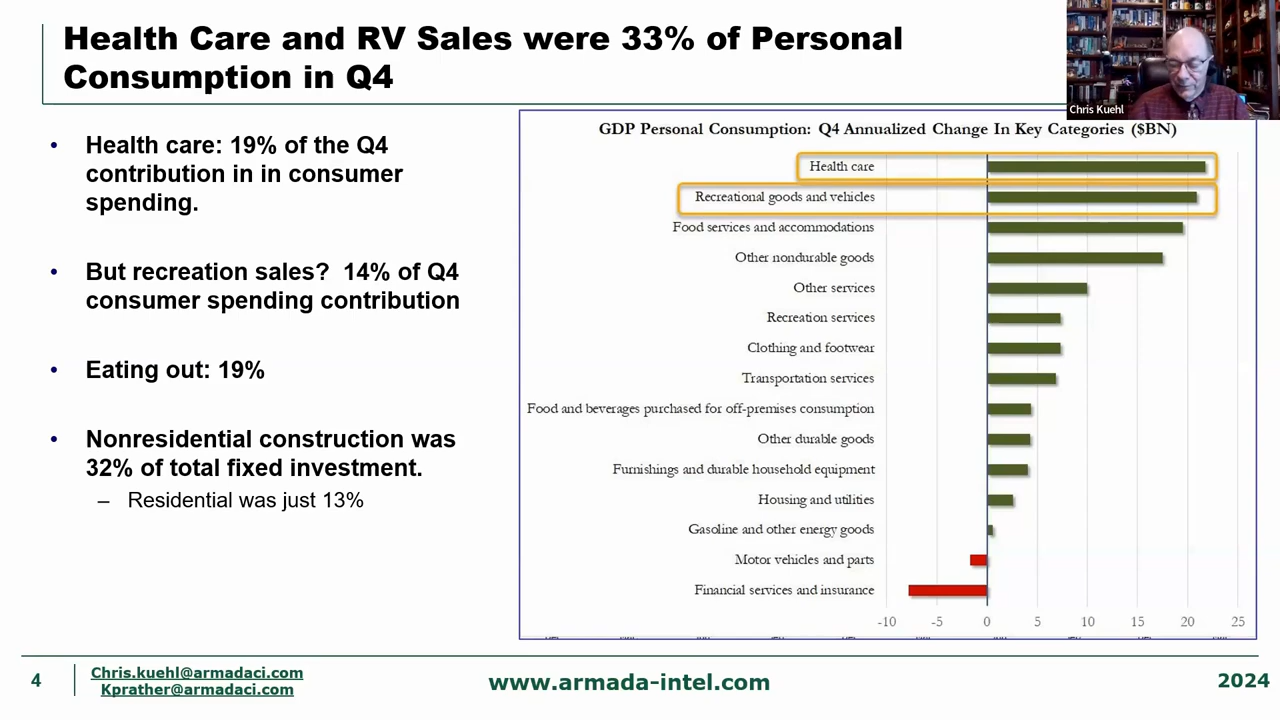 Health Care and RV Sales were 33% of Personal
Consumption in Q4
Chris Kuehl
• Health care: 19% of the Q4
contribution in in consumer
spending.
• But recreation sales? 14% of Q4
consumer spending contribution
• Eating out: 19%
• Nonresidential construction was
32% of total fixed investment.
– Residential was just 13%
GDP Personal Consumption: Q4 Annualized Change In Key Categories ($BN)
Health care
Recreational goods and vehicles
Food services and accommodations
Other nondurable goods
Other services
Recreation services
Clothing and footwear
Transportation services
Food and beverages purchased for off-premises consumption
Other durable goods
Furnishings and durable household equipment
Housing and utilities
Gasoline and other energy goods
Motor vehicles and parts
Financial services and insurance
-10 -5 0 5 10 15 20 25
4
Chris.kuehl@armadaci.com
Kprather@armadaci.com
www.armada-intel.com
2024